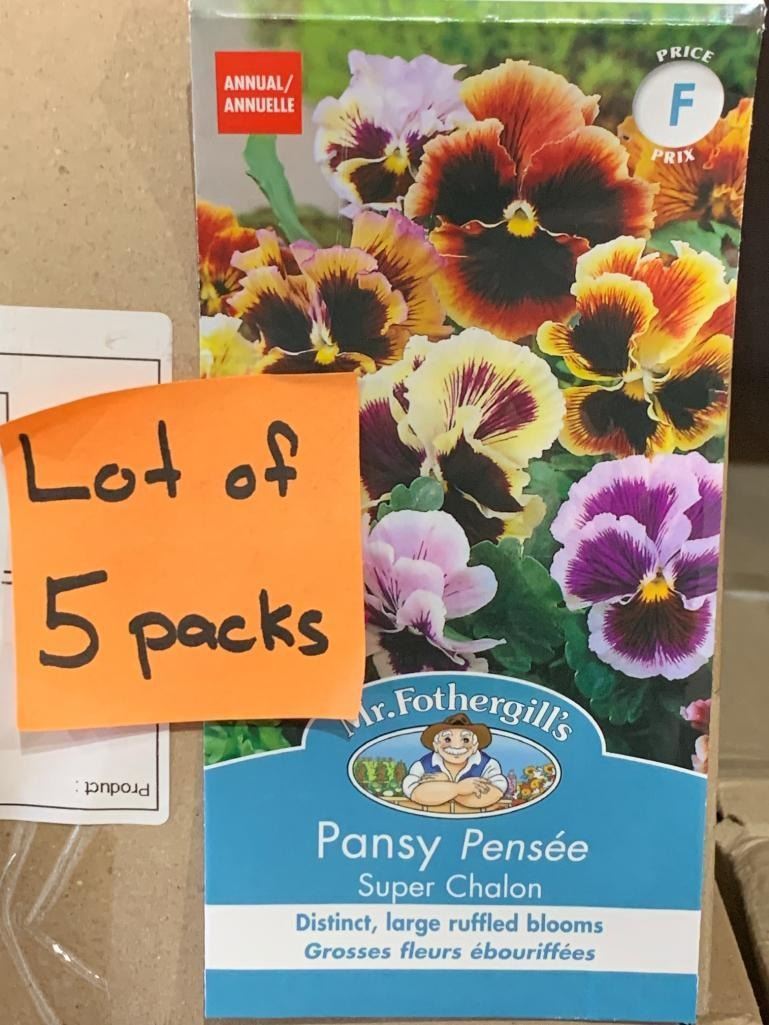 ANNUAL/
ANNUELLE
PRICE
F
PRIX
Lot of
5 packs
Mr.Fothergill's
Product :
Pansy Pensée
Super Chalon
Distinct, large ruffled blooms
Grosses fleurs ébouriffées